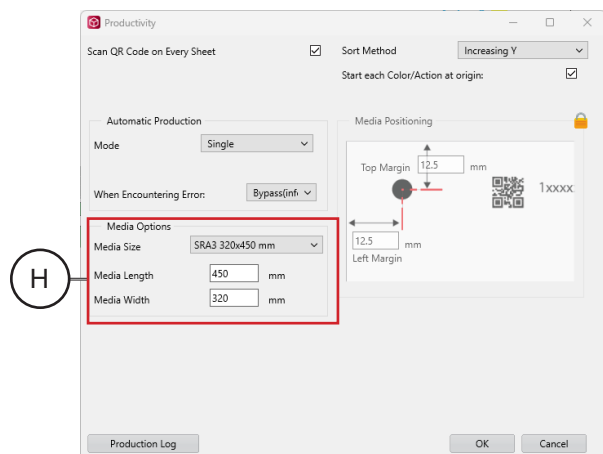 Productivity
Scan QR Code on Every Sheet
Sort Method
Increasing Y
Start each Color/Action at origin:
Automatic Production
Mode
Single
When Encountering Error:
Bypass(inf
Media Positioning
Top Margin
12.5
mm
1xxxx
12.5
mm
Left Margin
H
Media Options
Media Size
SRA3 320x450 mm
Media Length
450
mm
Media Width
320
mm
Production Log
OK
Cancel